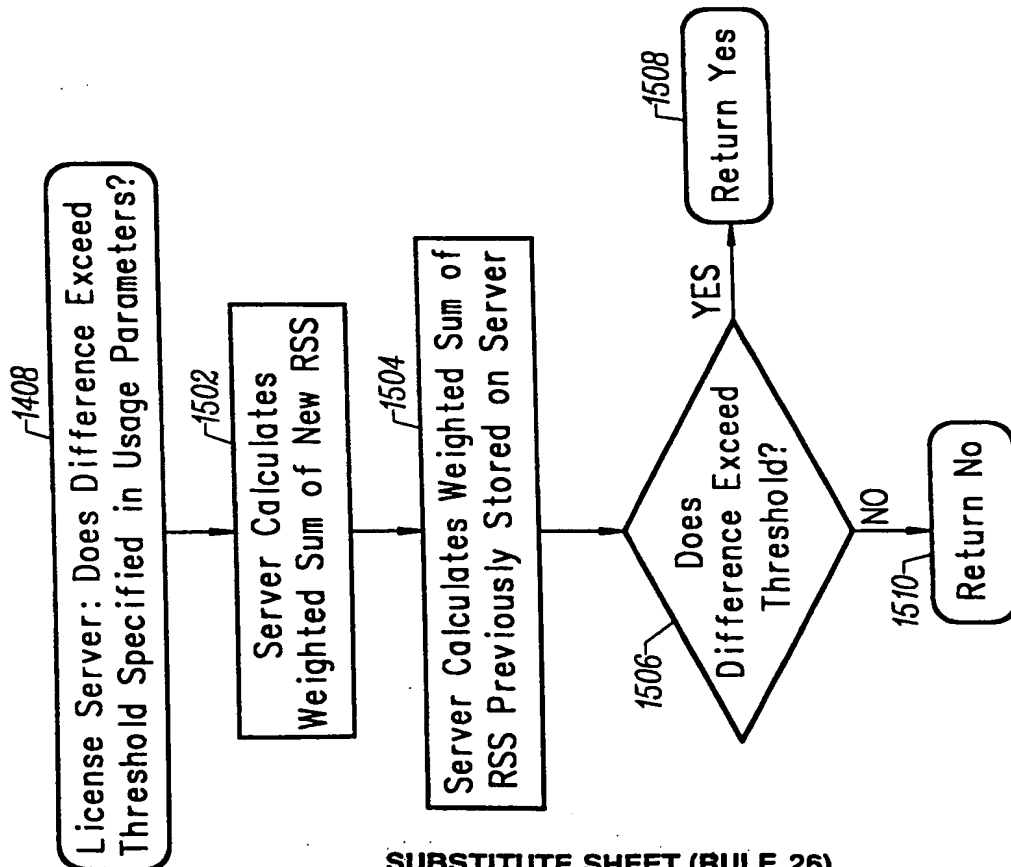 1408
License Server: Does Difference Exceed
Threshold Specified in Usage Parameters?
1502
Server Calculates
Weighted Sum of New RSS
1504
Server Calculates Weighted Sum of
RSS Previously Stored on Server
1506
Does
Difference Exceed
Threshold?
YES
1508
Return Yes
NO
1510
Return No
SUBSTITUTE SHEET (RULE 26)